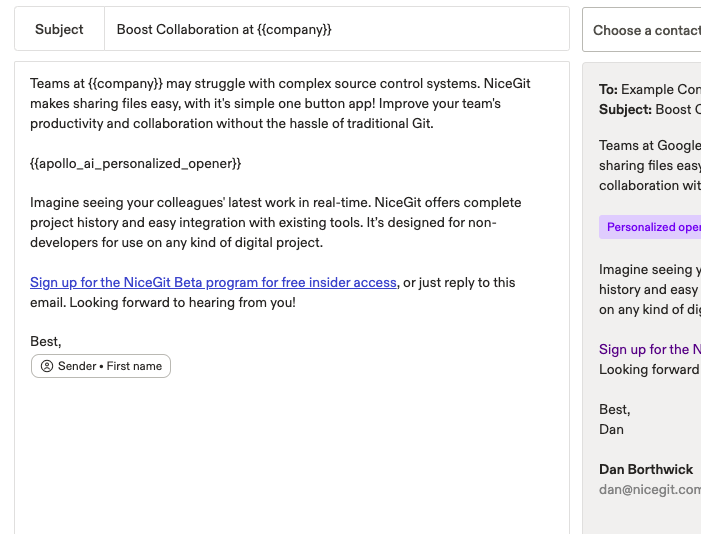 Subject
Boost Collaboration at {{company}}
Teams at {{company}} may struggle with complex source control systems. NiceGit
makes sharing files easy, with it's simple one button app! Improve your team's
productivity and collaboration without the hassle of traditional Git.
{{apollo_ai_personalized_opener}}
Imagine seeing your colleagues' latest work in real-time. NiceGit offers complete
project history and easy integration with existing tools. It's designed for non-
developers for use on any kind of digital project.
Sign up for the NiceGit Beta program for free insider access, or just reply to this
email. Looking forward to hearing from you!
Best,
Sender • First name
Choose a contact
To: Example Con
Subject: Boost C
Teams at Google
sharing files easy
collaboration wit
Personalized oper
Imagine seeing y
history and easy
on any kind of dig
Sign up for the N
Looking forward
Best,
Dan
Dan Borthwick
dan@nicegit.com